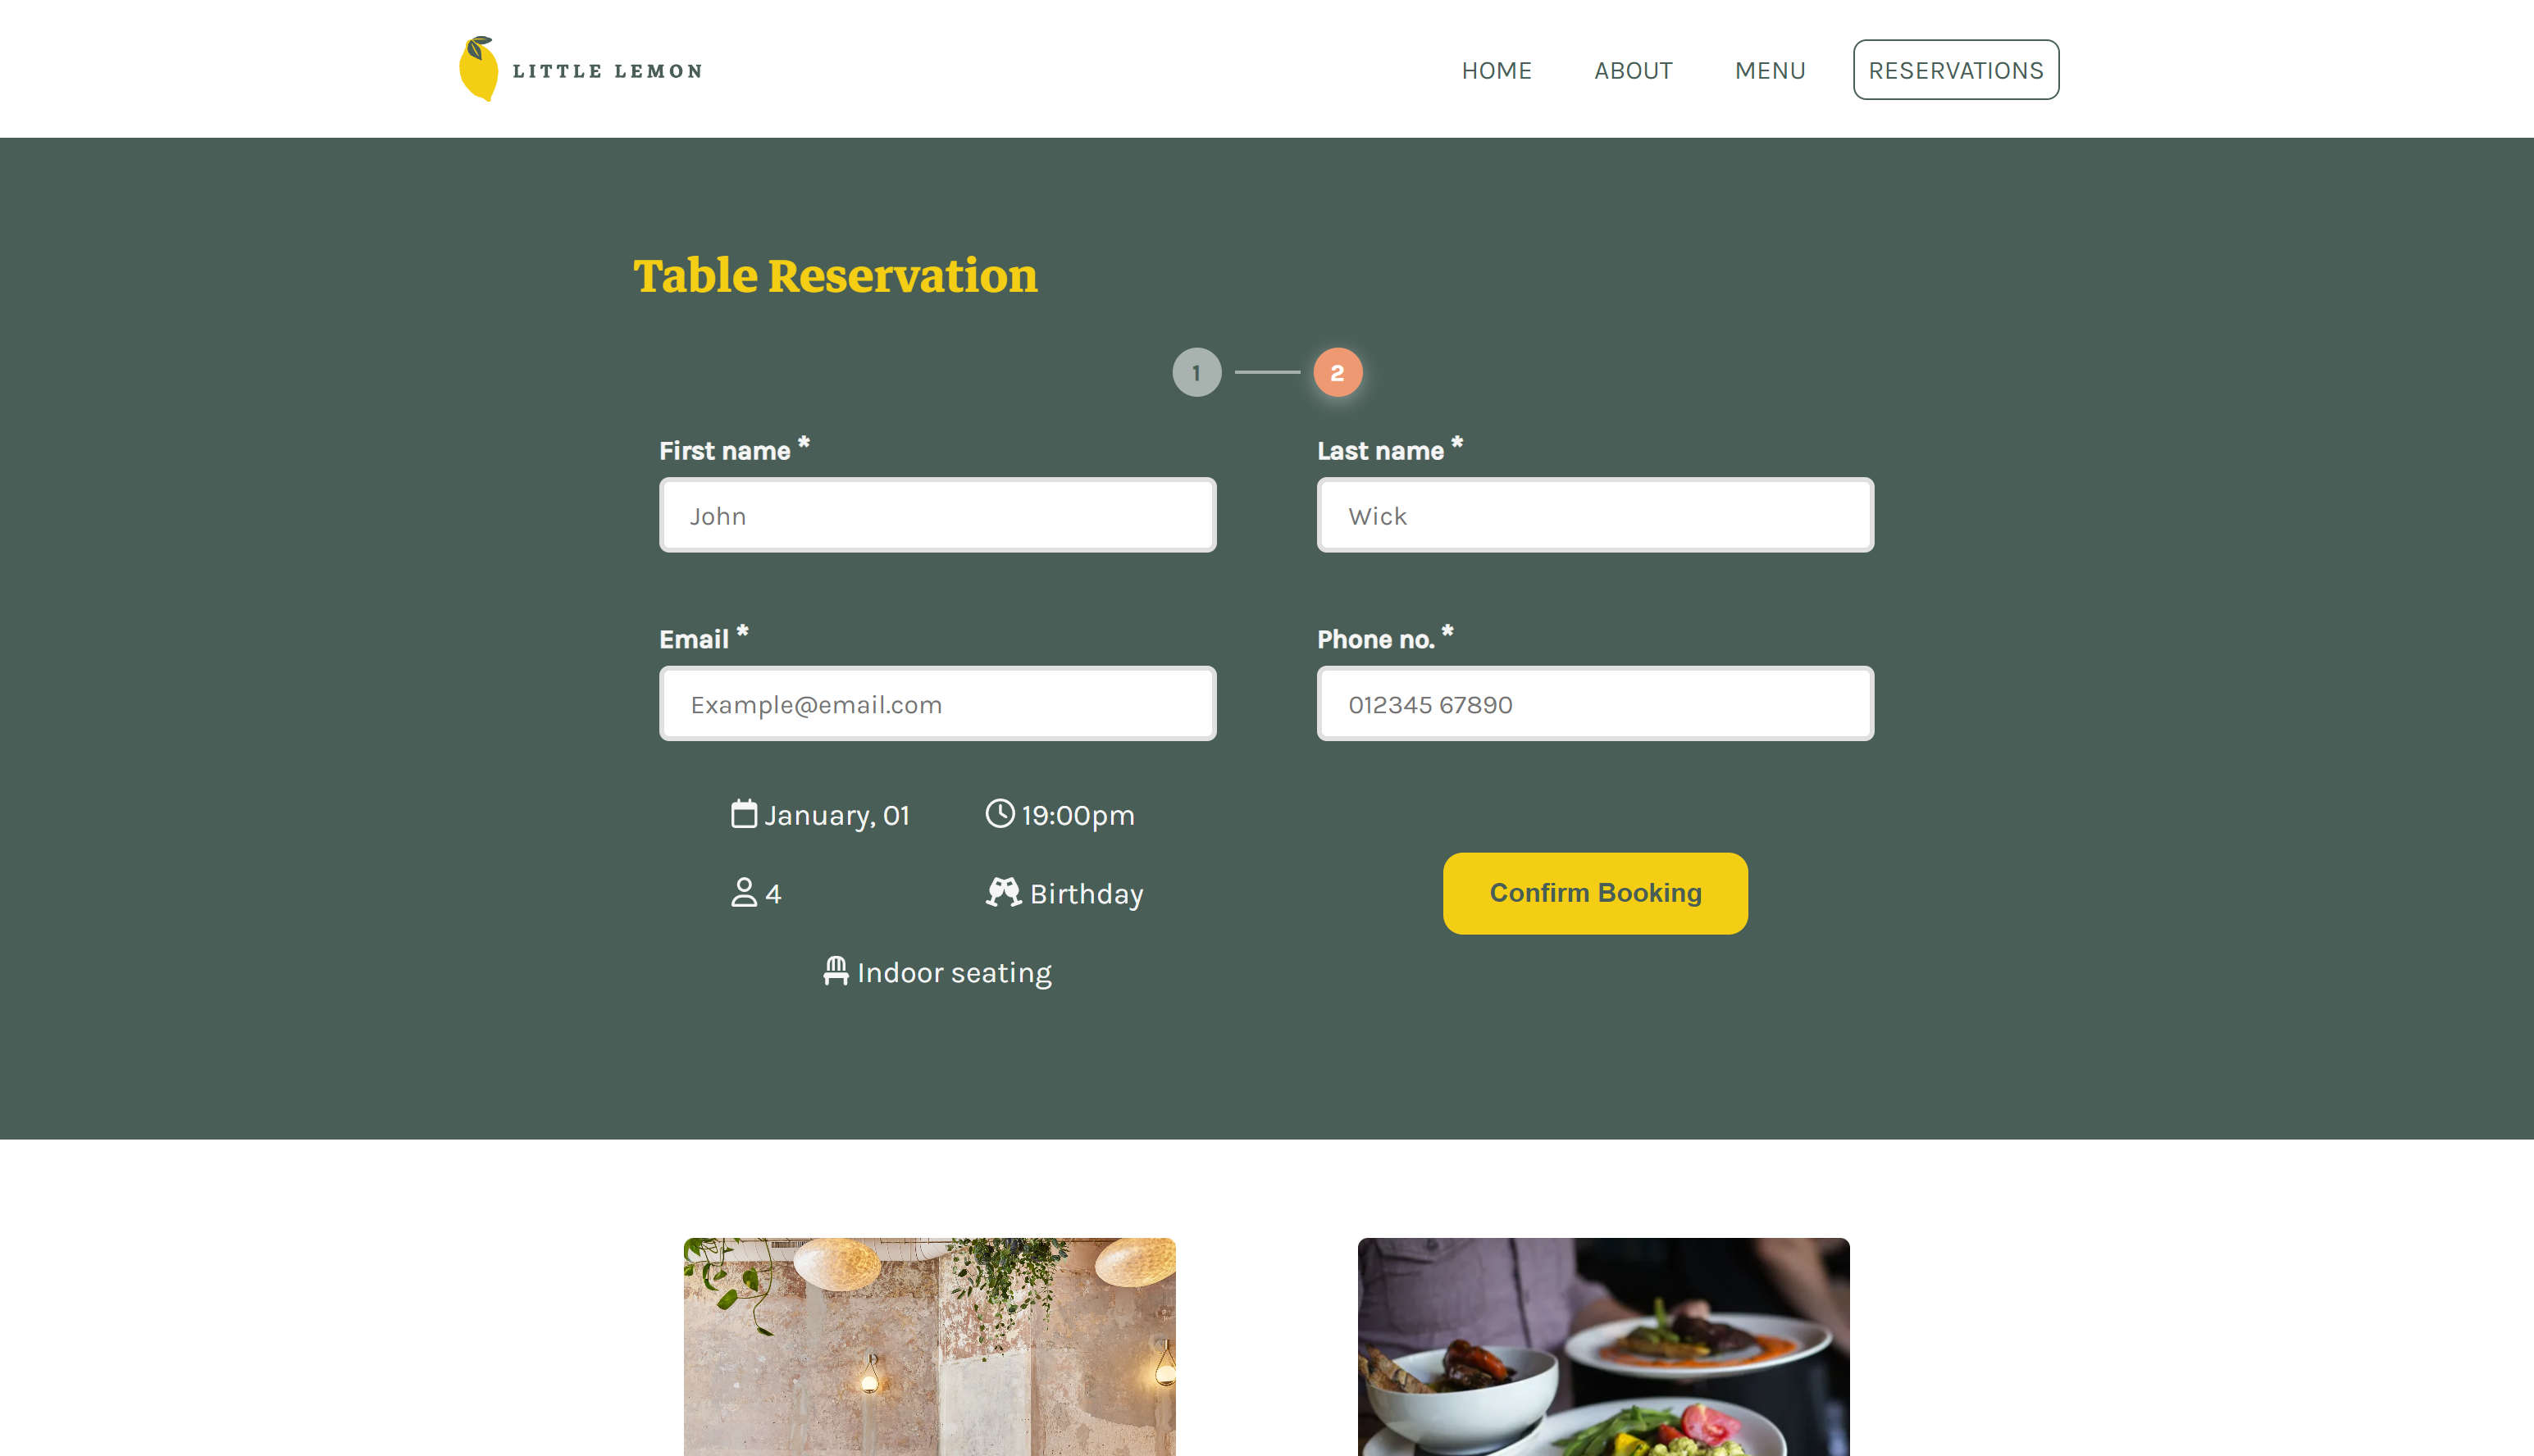 LITTLE LEMON
HOME ABOUT MENU RESERVATIONS
Table Reservation
1 2
First name * Last name *
John Wick
Email * Phone no. *
Example@email.com 012345 67890
January, 01 19:00pm
4 Birthday
Confirm Booking
Indoor seating